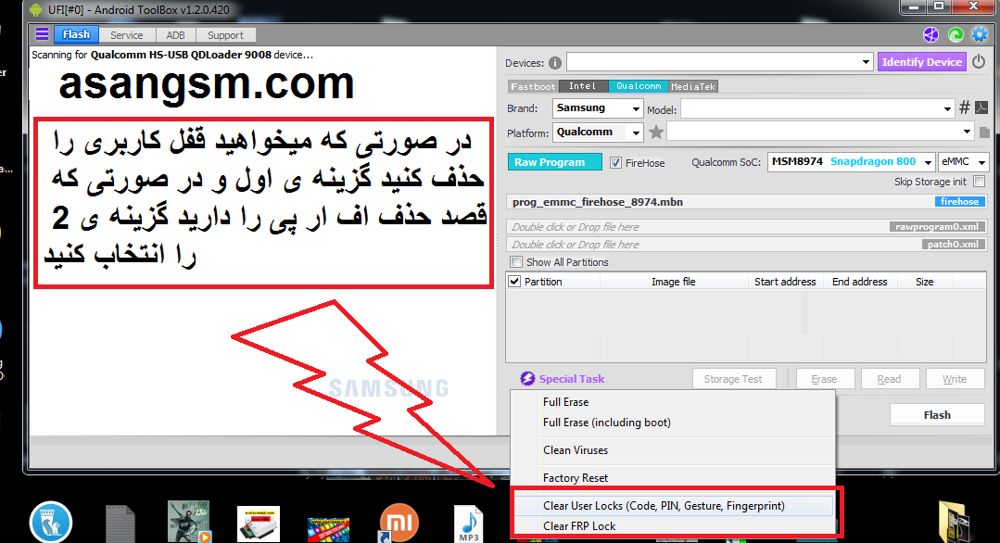 UFI[#0] - Android ToolBox v1.2.0.420
Flash Service ADB Support
Scanning for Qualcomm HS-USB QDLoader 9008 device...
asangsm.com
در صورتی که میخواهید قفل کاربری را
حذف کنید گزینه ی اول و در صورتی که
قصد حذف اف ار پی را دارید گزینه ی 2
را انتخاب کنید
SAMSUNG
Devices: Identify Device
Fastboot Intel Qualcomm MediaTek
Brand: Samsung Model: #
Platform: Qualcomm
Raw Program FireHose Qualcomm SoC: MSM8974 Snapdragon 800 eMMC
Skip Storage init
prog_emmc_firehose_8974.mbn firehose
Double click or Drop file here rawprogram0.xml
Double click or Drop file here patch0.xml
Show All Partitions
Partition Image file Start address End address Size
Special Task Storage Test Erase Read Write
Flash
Full Erase
Full Erase (including boot)
Clean Viruses
Factory Reset
Clear User Locks (Code, PIN, Gesture, Fingerprint)
Clear FRP Lock
MP3